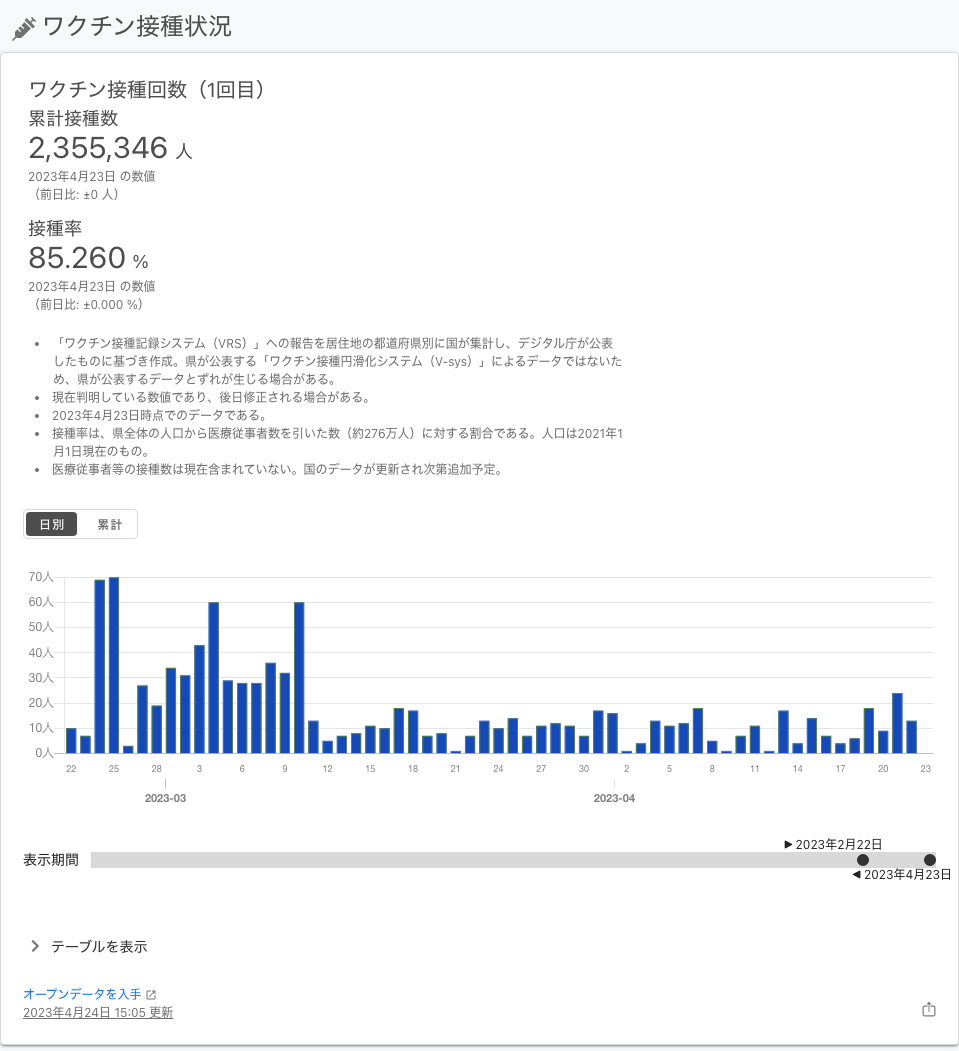 ワクチン接種状況
ワクチン接種回数（1回目）
累計接種数
2,355,346 人
2023年4月23日 の数値
（前日比: ±0 人）
接種率
85.260 %
2023年4月23日 の数値
（前日比: ±0.000 %）
• 「ワクチン接種記録システム（VRS）」への報告を居住地の都道府県別に国が集計し、デジタル庁が公表
したものに基づき作成。県が公表する「ワクチン接種円滑化システム（V-sys）」によるデータではないた
め、県が公表するデータとずれが生じる場合がある。
• 現在判明している数値であり、後日修正される場合がある。
• 2023年4月23日時点でのデータである。
• 接種率は、県全体の人口から医療従事者数を引いた数（約276万人）に対する割合である。人口は2021年1
月1日現在のもの。
• 医療従事者等の接種数は現在含まれていない。国のデータが更新され次第追加予定。
日別 累計
70人
60人
50人
40人
30人
20人
10人
0人
22 25 28 3 6 9 12 15 18 21 24 27 30 2 5 8 11 14 17 20 23
2023-03 2023-04
▶ 2023年2月22日
表示期間
◀ 2023年4月23日
テーブルを表示
オープンデータを入手
2023年4月24日 15:05 更新